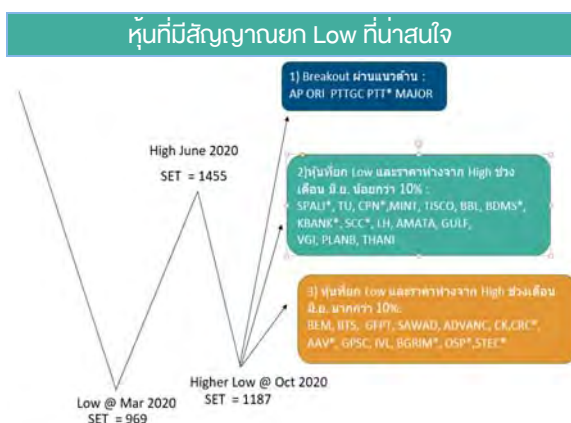 หุ้นที่มีสัญญาณยก Low ที่น่าสนใจ
1) Breakout ผ่านแนวต้าน :
AP ORI PTTGC PTT* MAJOR
High June 2020
SET = 1455
2)หุ้นที่ยก Low และราคาห่างจาก High ช่วง
เดือน มิ.ย. น้อยกว่า 10% :
SPALI*, TU, CPN*,MINT, TISCO, BBL, BDMS*,
KBANK*, SCC*, LH, AMATA, GULF,
VGI, PLANB, THANI
3) หุ้นที่ยก Low และราคาห่างจาก High ช่วงเดือน
มิ.ย. มากกว่า 10%:
BEM, BTS, GFPT, SAWAD, ADVANC, CK,CRC*,
AAV*, GPSC, IVL, BGRIM*, OSP*,STEC*
Higher Low @ Oct 2020
SET = 1187
Low @ Mar 2020
SET = 969